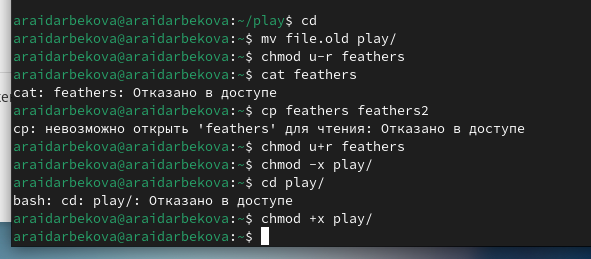 araidarbekova@araidarbekova:~/play$ cd
araidarbekova@araidarbekova:~$ mv file.old play/
araidarbekova@araidarbekova:~$ chmod u-r feathers
araidarbekova@araidarbekova:~$ cat feathers
cat: feathers: Отказано в доступе
araidarbekova@araidarbekova:~$ cp feathers feathers2
cp: невозможно открыть 'feathers' для чтения: Отказано в доступе
araidarbekova@araidarbekova:~$ chmod u+r feathers
araidarbekova@araidarbekova:~$ chmod -x play/
araidarbekova@araidarbekova:~$ cd play/
bash: cd: play/: Отказано в доступе
araidarbekova@araidarbekova:~$ chmod +x play/
araidarbekova@araidarbekova:~$